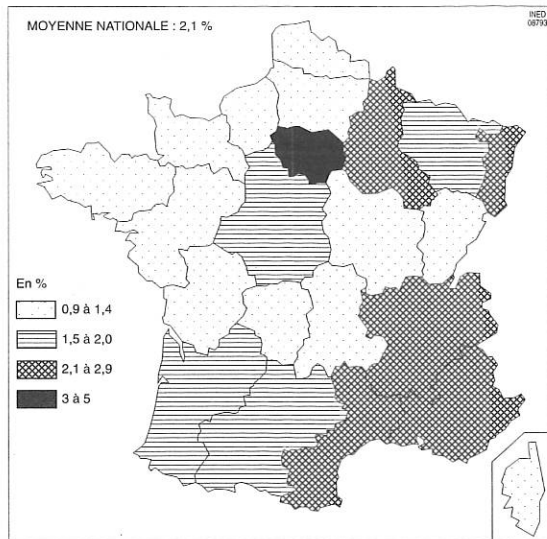 MOYENNE NATIONALE : 2,1 %
INED
08793
En %
0,9 à 1,4
1,5 à 2,0
2,1 à 2,9
3 à 5